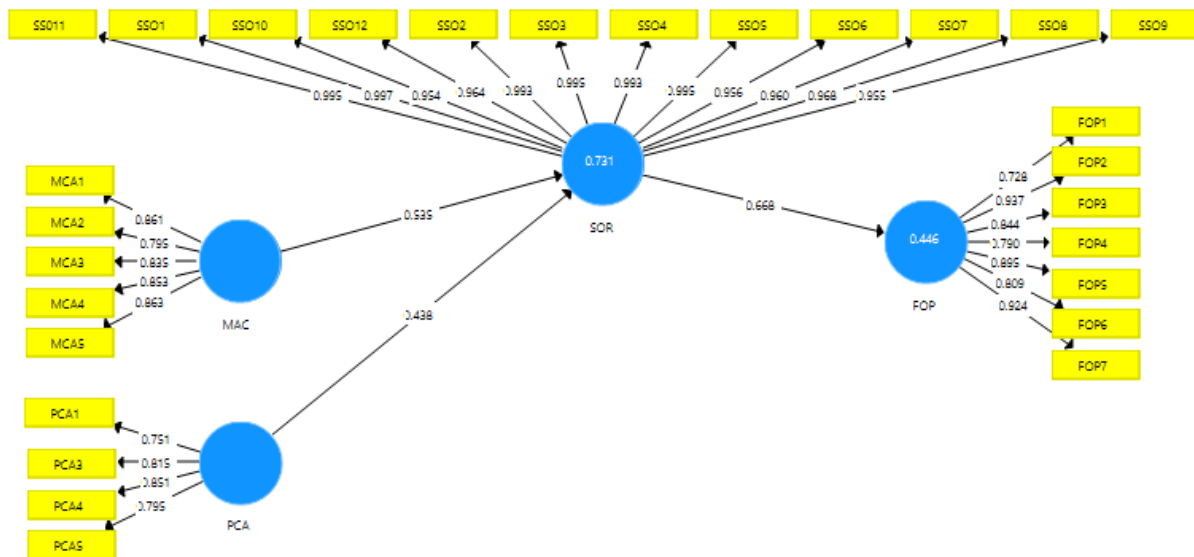 SS011 SSO1 SSO10 SSO12 SSO2 SSO3 SSO4 SSO5 SSO6 SSO7 SSO8 SSO9
0.995 0.997 0.954 0.964 0.993 0.995 0.993 0.995 0.956 0.960 0.968 0.955
0.731
SOR
MCA1
MCA2
MCA3
MCA4
MCA5
0.861
0.795
0.835
0.853
0.863
MAC
0.535
0.438
0.668
PCA1
PCA3
PCA4
PCA5
0.751
0.815
0.851
0.795
PCA
0.446
FOP
0.728
0.937
0.844
0.790
0.895
0.809
0.924
FOP1
FOP2
FOP3
FOP4
FOP5
FOP6
FOP7